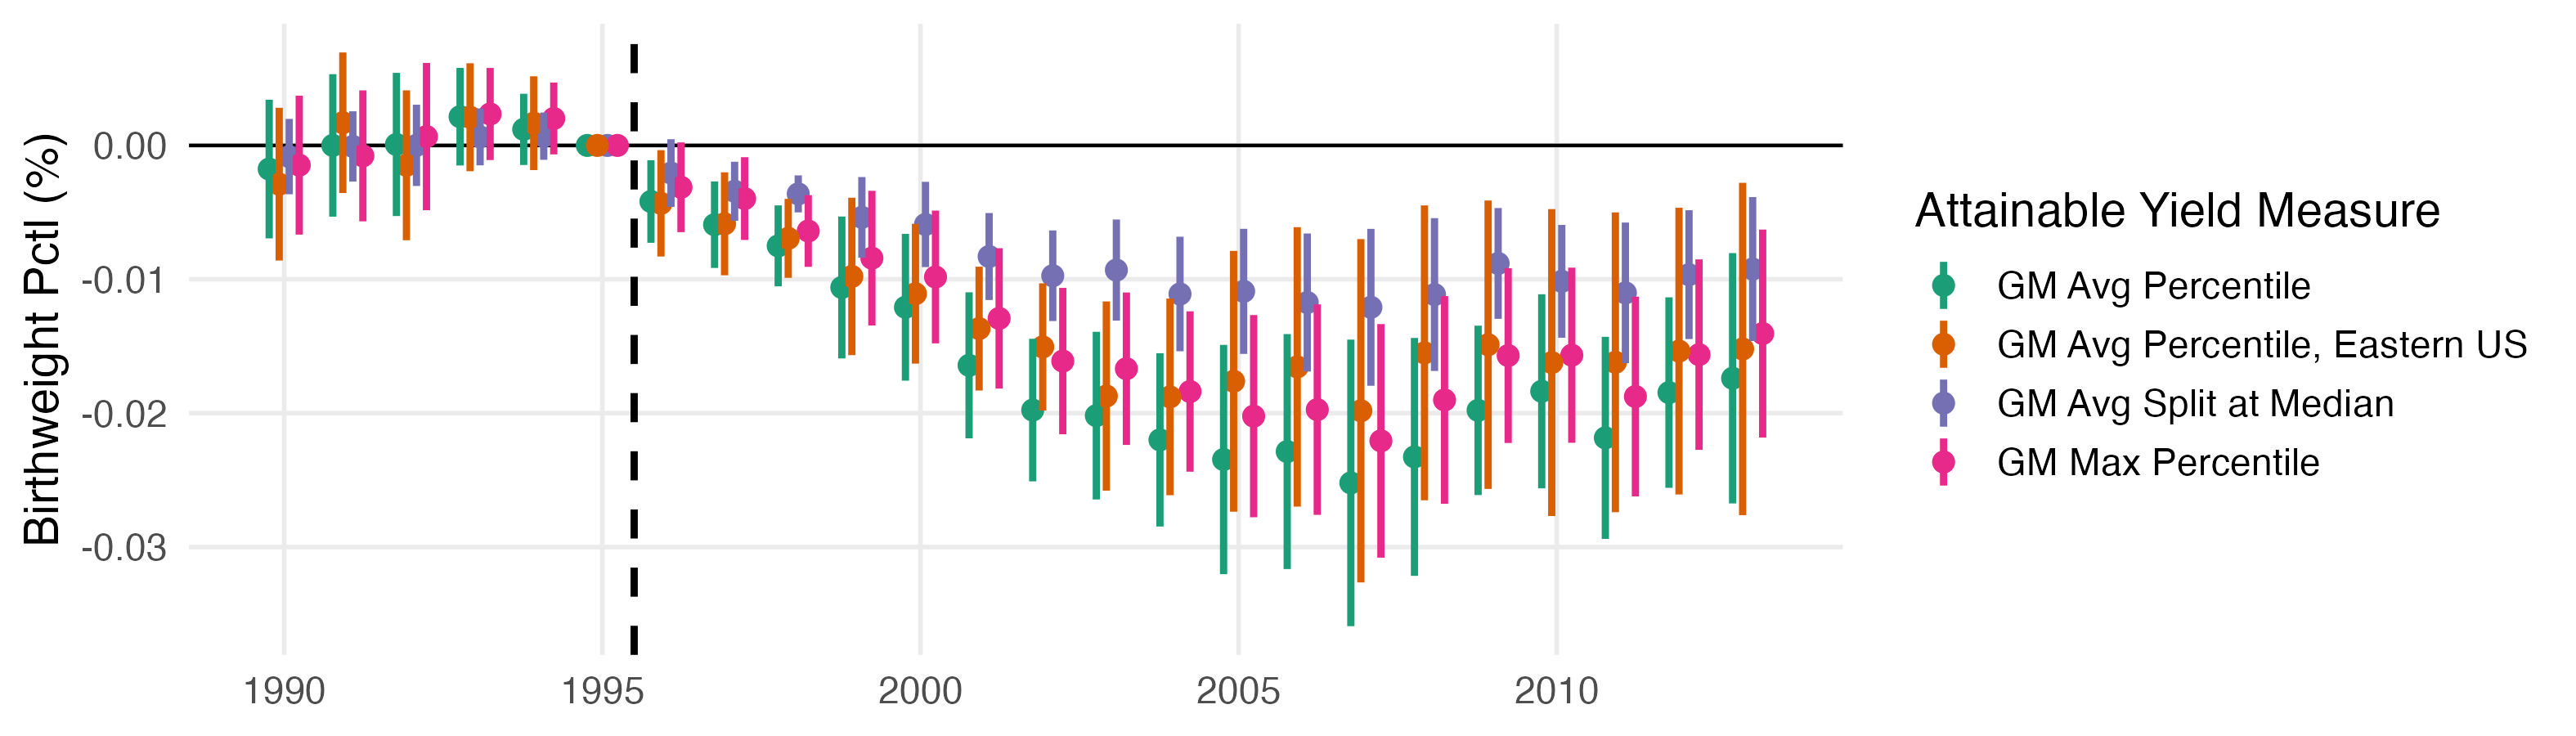 Birthweight Pctl (%)
0.00
-0.01
-0.02
-0.03
1990 1995 2000 2005 2010
Attainable Yield Measure
GM Avg Percentile
GM Avg Percentile, Eastern US
GM Avg Split at Median
GM Max Percentile